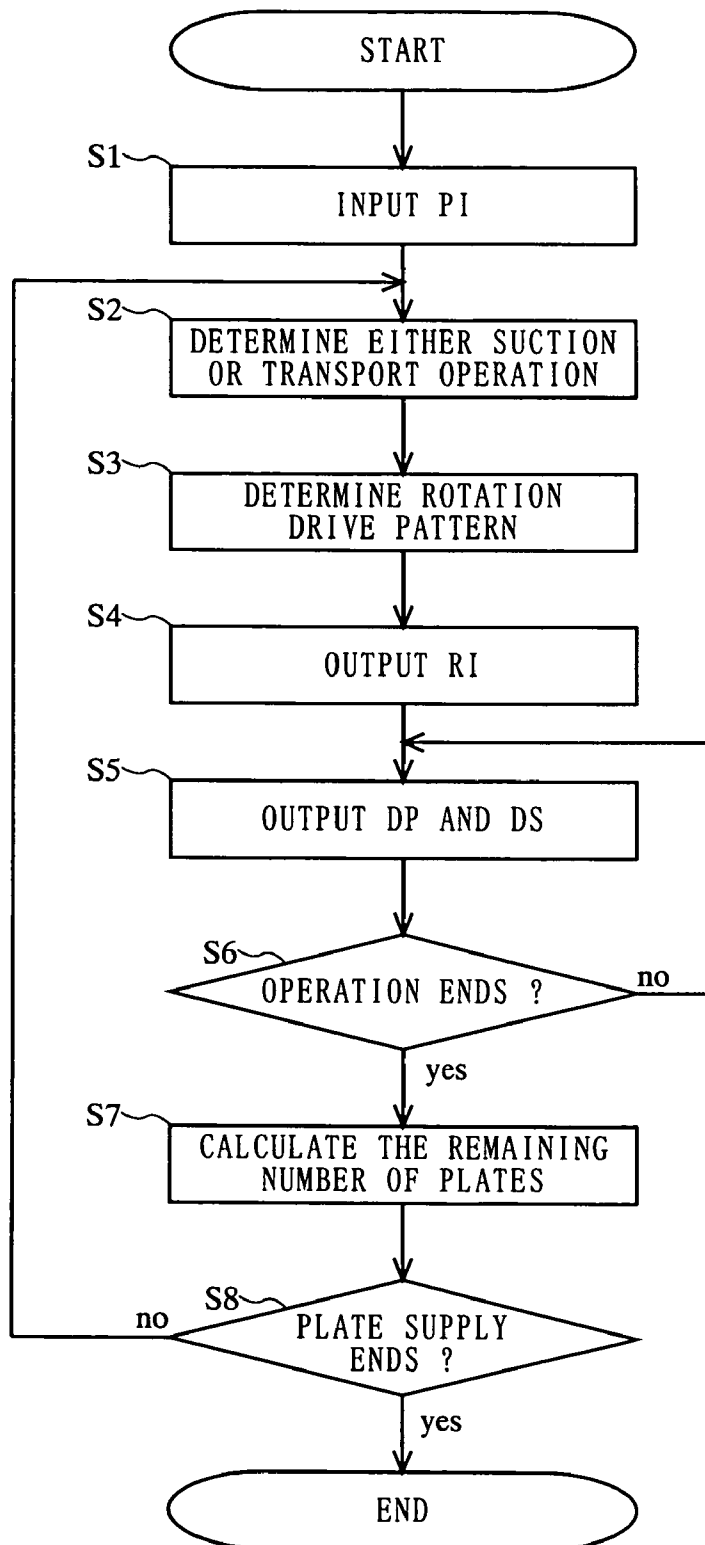 START
S1
INPUT PI
S2
DETERMINE EITHER SUCTION
OR TRANSPORT OPERATION
S3
DETERMINE ROTATION
DRIVE PATTERN
S4
OUTPUT RI
S5
OUTPUT DP AND DS
S6
OPERATION ENDS ?
no
yes
S7
CALCULATE THE REMAINING
NUMBER OF PLATES
S8
no
PLATE SUPPLY
ENDS ?
yes
END